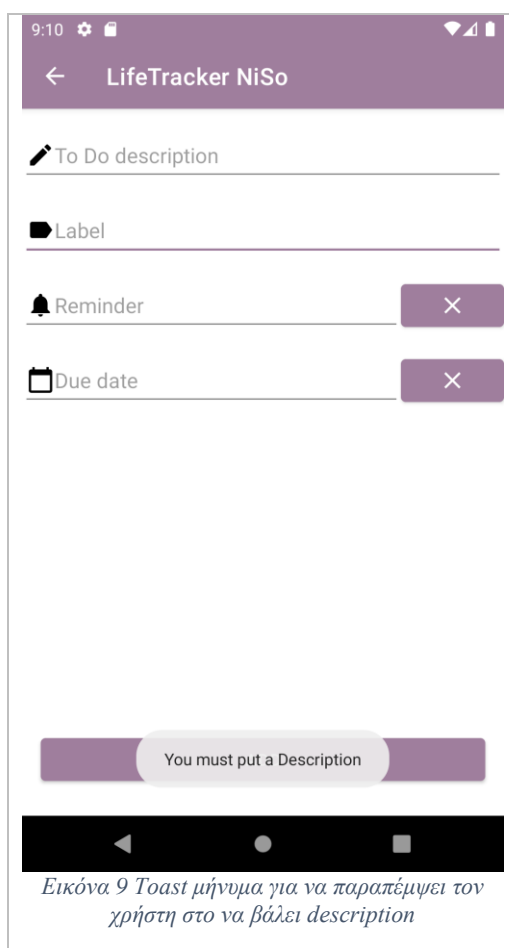 9:10
LifeTracker NiSo
To Do description
Label
Reminder
Due date
You must put a Description
Εικόνα 9 Toast μήνυμα για να παραπέμψει τον
χρήστη στο να βάλει description